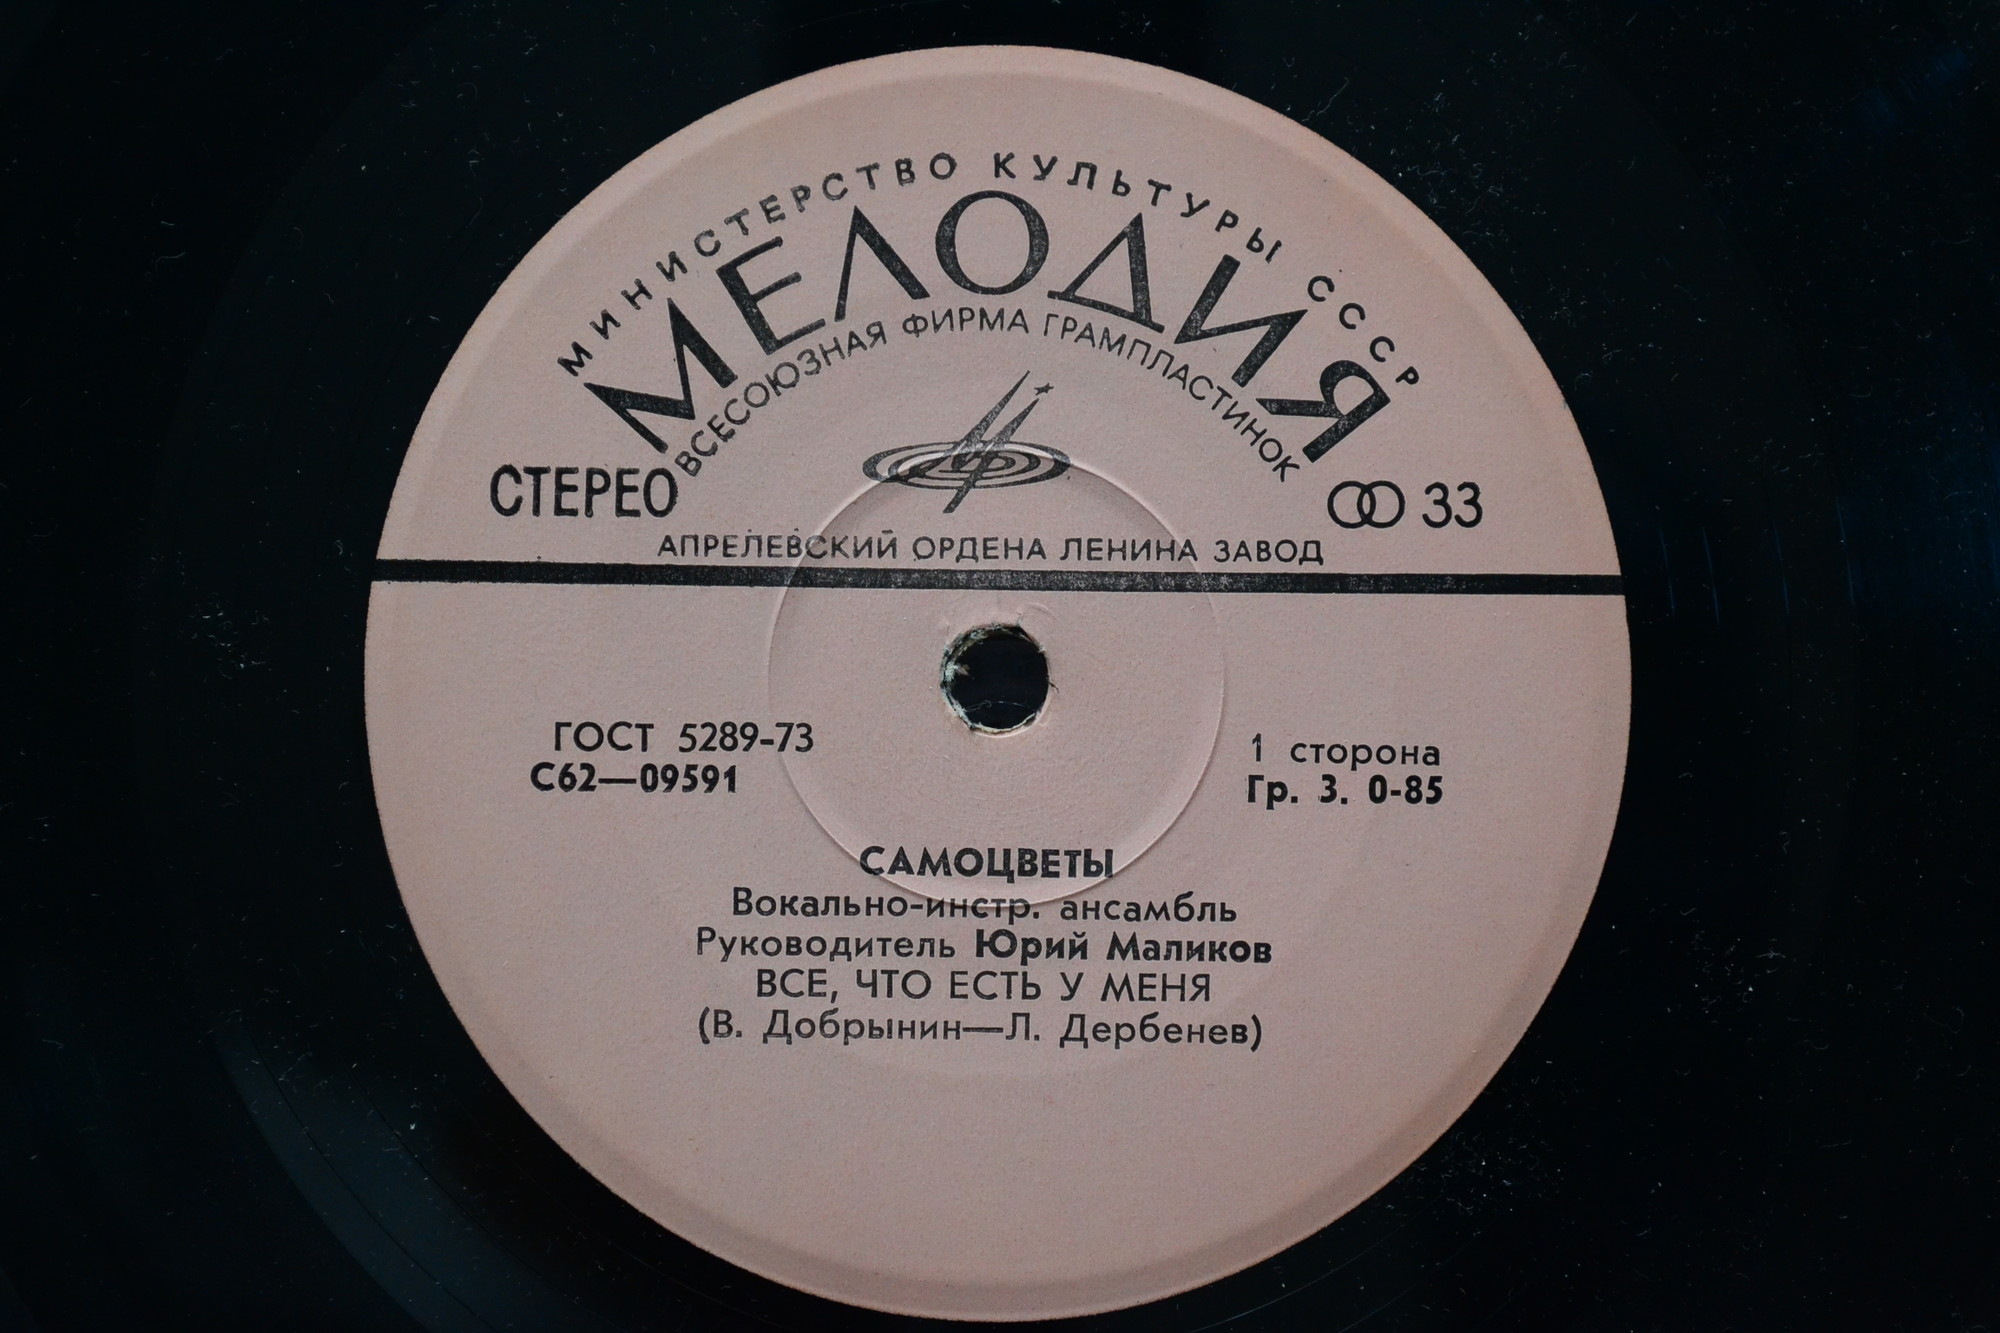 МИНИСТЕРСТВО КУЛЬТУРЫ СССР
МЕЛОДИЯ
ВСЕСОЮЗНАЯ ФИРМА ГРАМПЛАСТИНОК
СТЕРЕО
33
АПРЕЛЕВСКИЙ ОРДЕНА ЛЕНИНА ЗАВОД
ГОСТ 5289-73
С62—09591
1 сторона
Гр. 3. 0-85
САМОЦВЕТЫ
Вокально-инстр. ансамбль
Руководитель Юрий Маликов
ВСЕ, ЧТО ЕСТЬ У МЕНЯ
(В. Добрынин—Л. Дербенев)